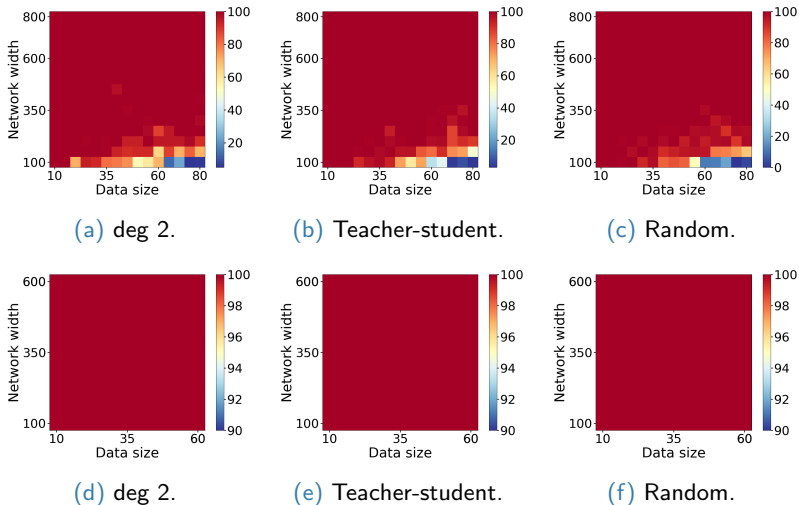 800
350
100
Network width
10 35 60 80
Data size
100
80
60
40
20
(a) deg 2.
800
350
100
Network width
10 35 60 80
Data size
100
80
60
40
20
(b) Teacher-student.
800
350
100
Network width
10 35 60 80
Data size
100
80
60
40
20
0
(c) Random.
600
350
100
Network width
10 35 60
Data size
100
98
96
94
92
90
(d) deg 2.
600
350
100
Network width
10 35 60
Data size
100
98
96
94
92
90
(e) Teacher-student.
600
350
100
Network width
10 35 60
Data size
100
98
96
94
92
90
(f) Random.